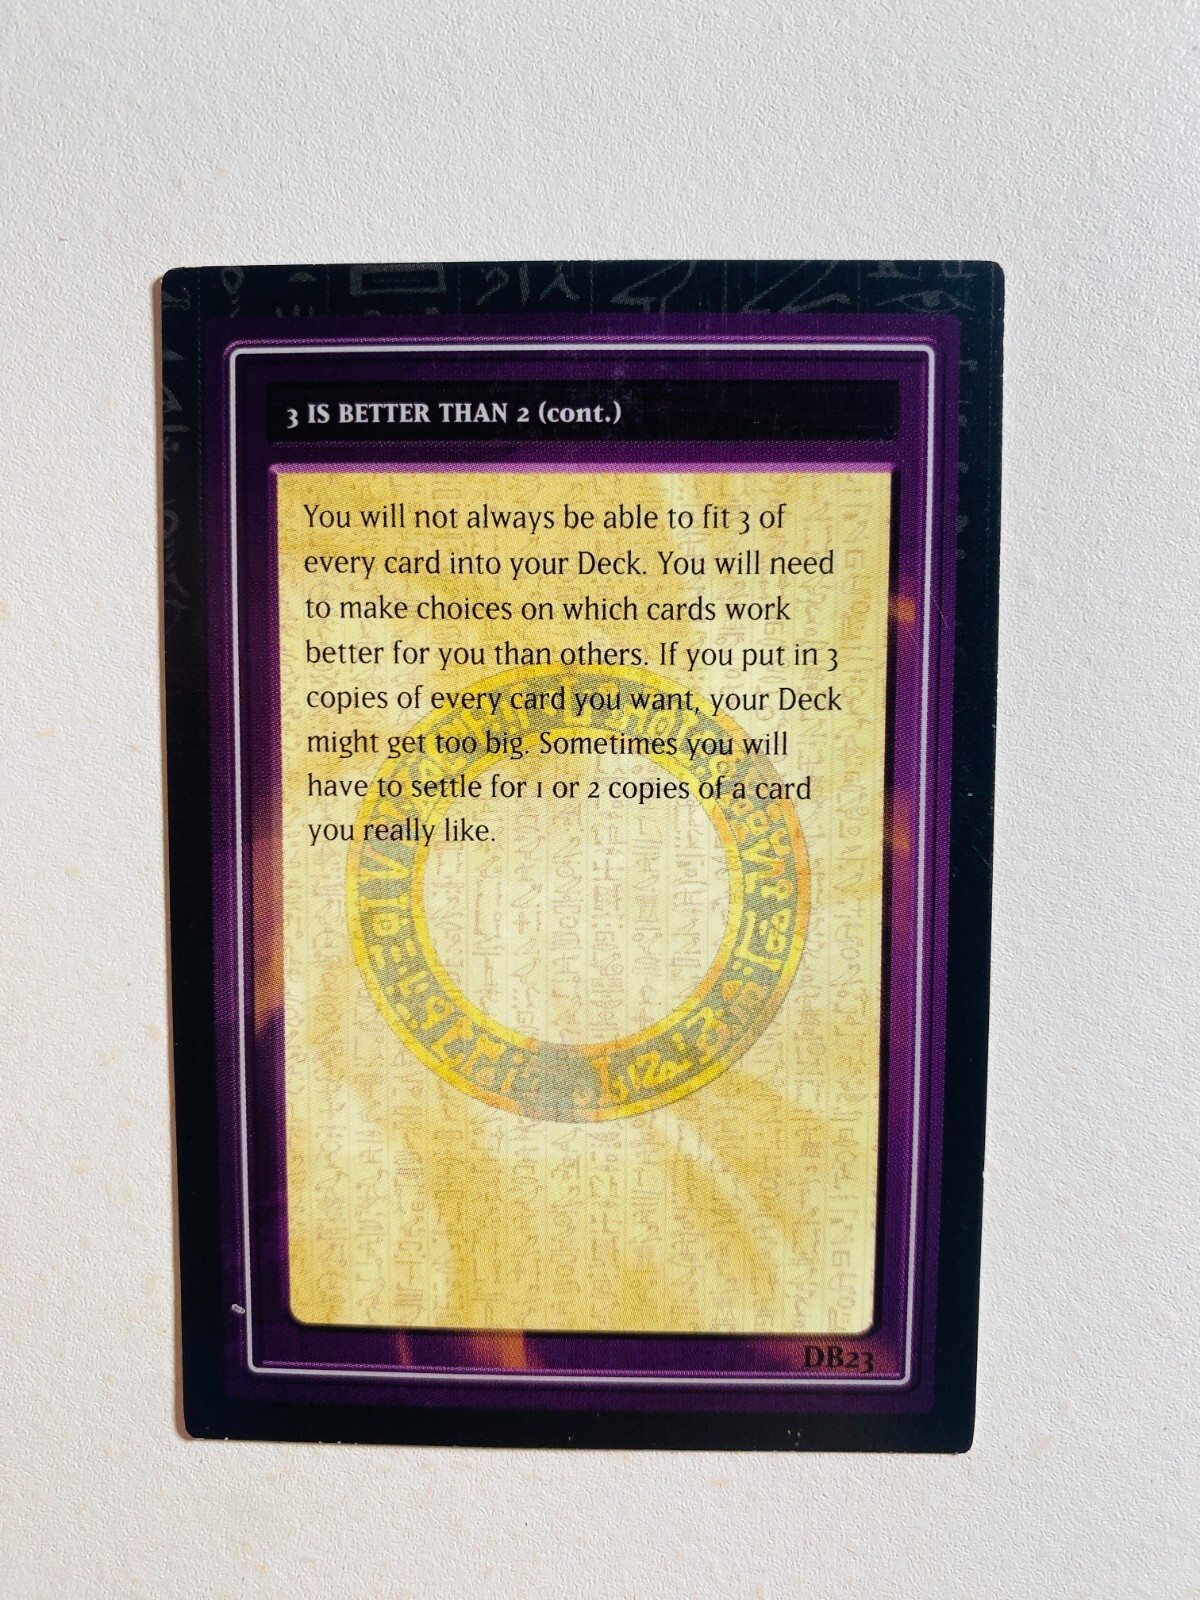 3 IS BETTER THAN 2 (cont.)
You will not always be able to fit 3 of
every card into your Deck. You will need
to make choices on which cards work
better for you than others. If you put in 3
copies of every card you want, your Deck
might get too big. Sometimes you will
have to settle for 1 or 2 copies of a card
you really like.
DB23